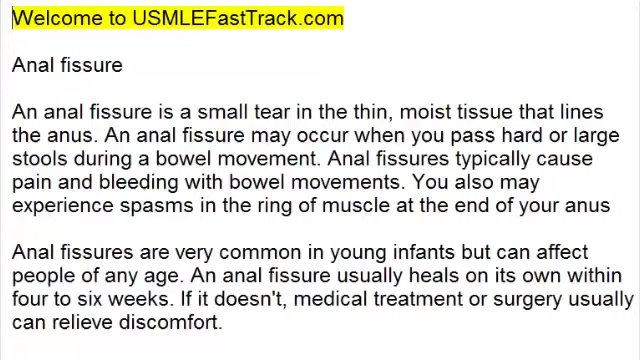 Welcome to USMLEFastTrack.com
Anal fissure
An anal fissure is a small tear in the thin, moist tissue that lines
the anus. An anal fissure may occur when you pass hard or large
stools during a bowel movement. Anal fissures typically cause
pain and bleeding with bowel movements. You also may
experience spasms in the ring of muscle at the end of your anus
Anal fissures are very common in young infants but can affect
people of any age. An anal fissure usually heals on its own within
four to six weeks. If it doesn't, medical treatment or surgery usually
can relieve discomfort.